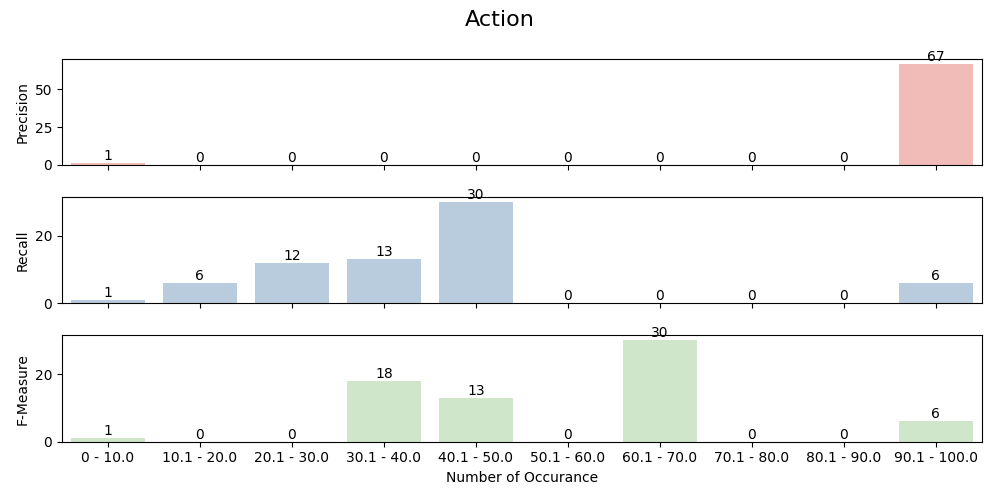 Action
Precision
50
25
0
1 0 0 0 0 0 0 0 0 67
Recall
20
0
1 6 12 13 30 0 0 0 0 6
F-Measure
20
0
1 0 0 18 13 0 30 0 0 6
0 - 10.0 10.1 - 20.0 20.1 - 30.0 30.1 - 40.0 40.1 - 50.0 50.1 - 60.0 60.1 - 70.0 70.1 - 80.0 80.1 - 90.0 90.1 - 100.0
Number of Occurance